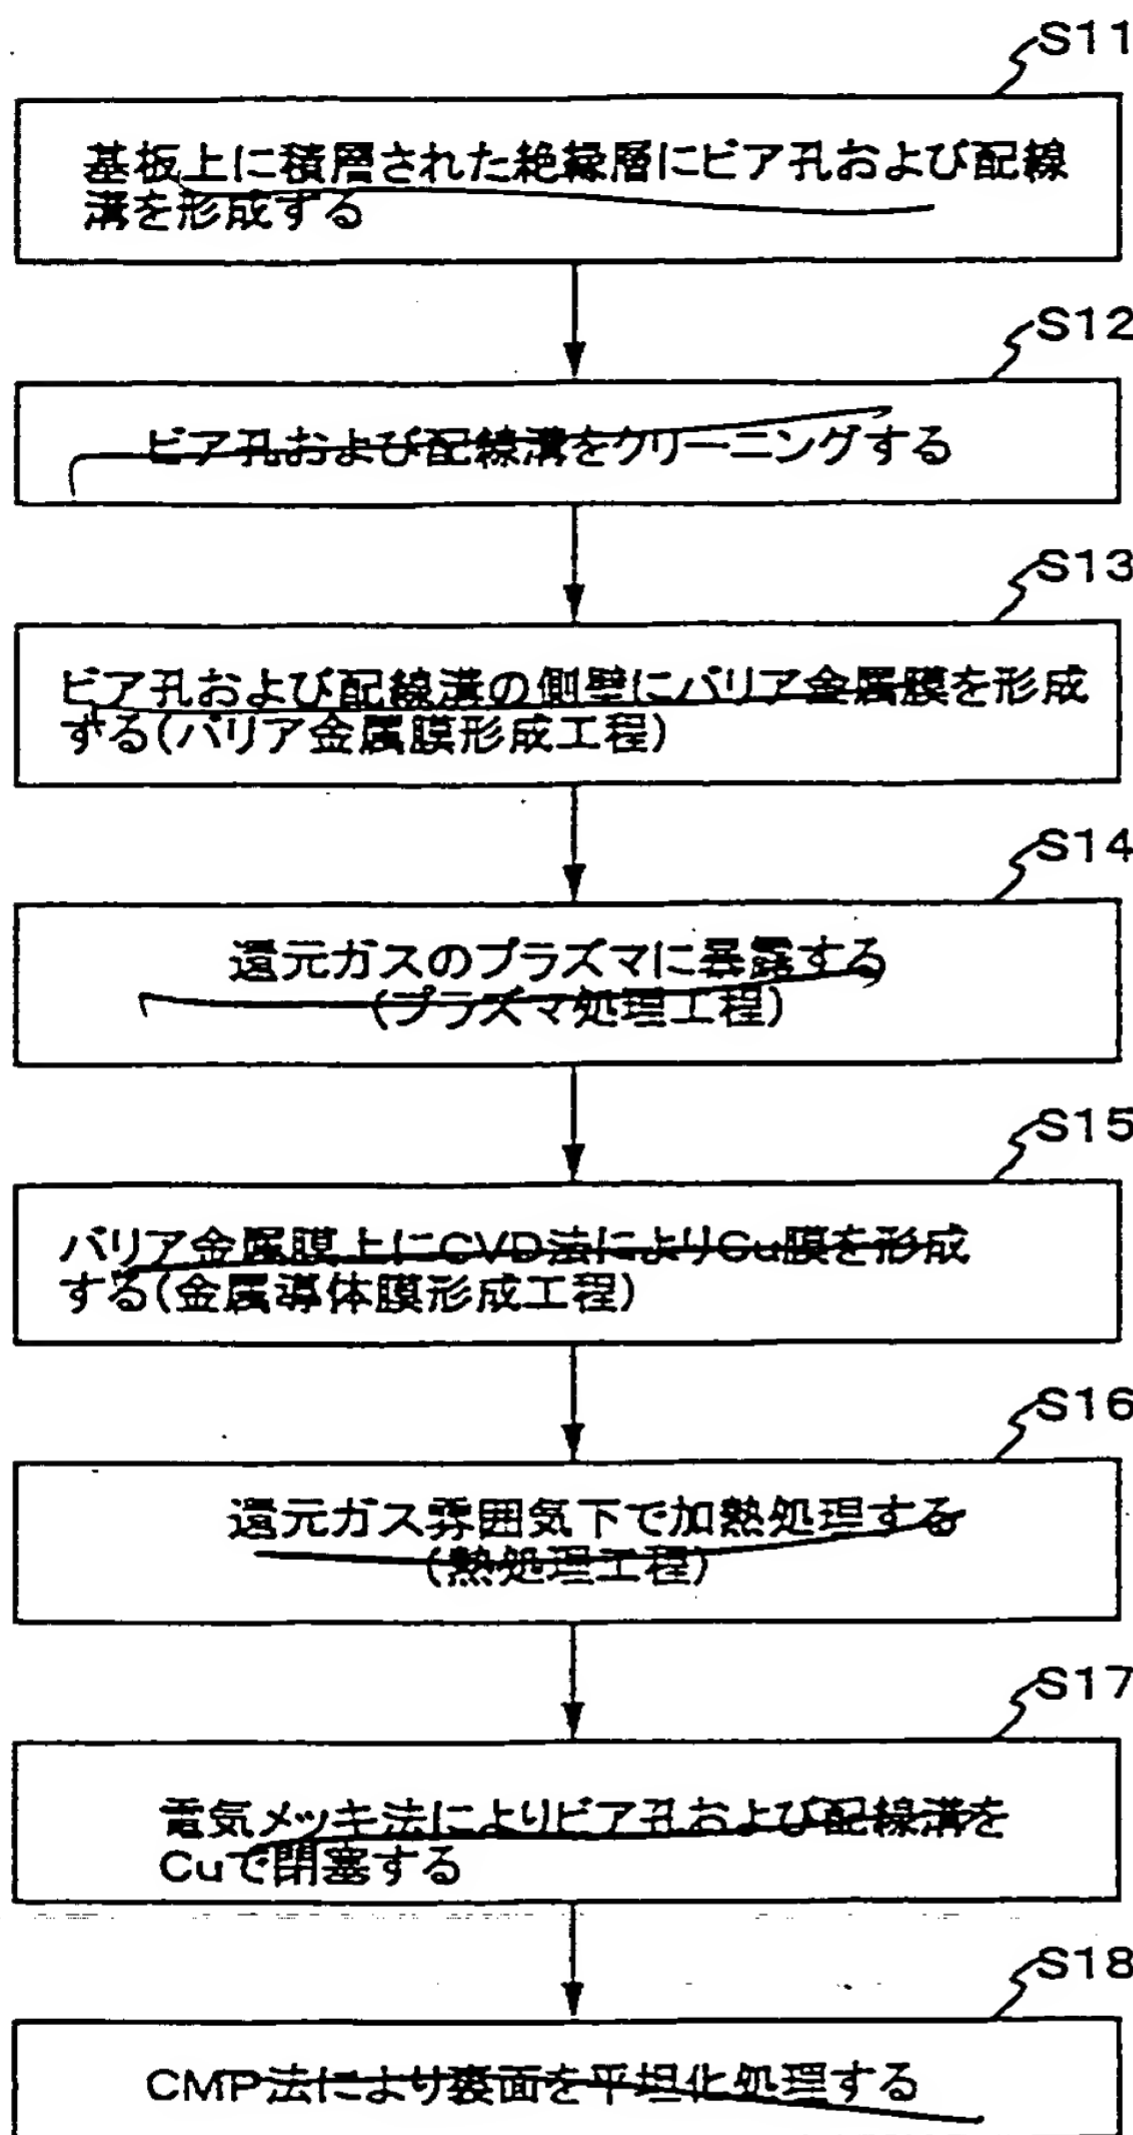 S11
基板上に積層された絶縁層にビア孔および配線
溝を形成する
S12
ビア孔および配線溝をクリーニングする
S13
ビア孔および配線溝の側壁にバリア金属膜を形成
する(バリア金属膜形成工程)
S14
還元ガスのプラズマに暴露する
(プラズマ処理工程)
S15
バリア金属膜上にCVD法によりCu膜を形成
する(金属導体膜形成工程)
S16
還元ガス雰囲気下で加熱処理する
(熱処理工程)
S17
電気メッキ法によりビア孔および配線溝を
Cuで閉塞する
S18
CMP法により表面を平坦化処理する